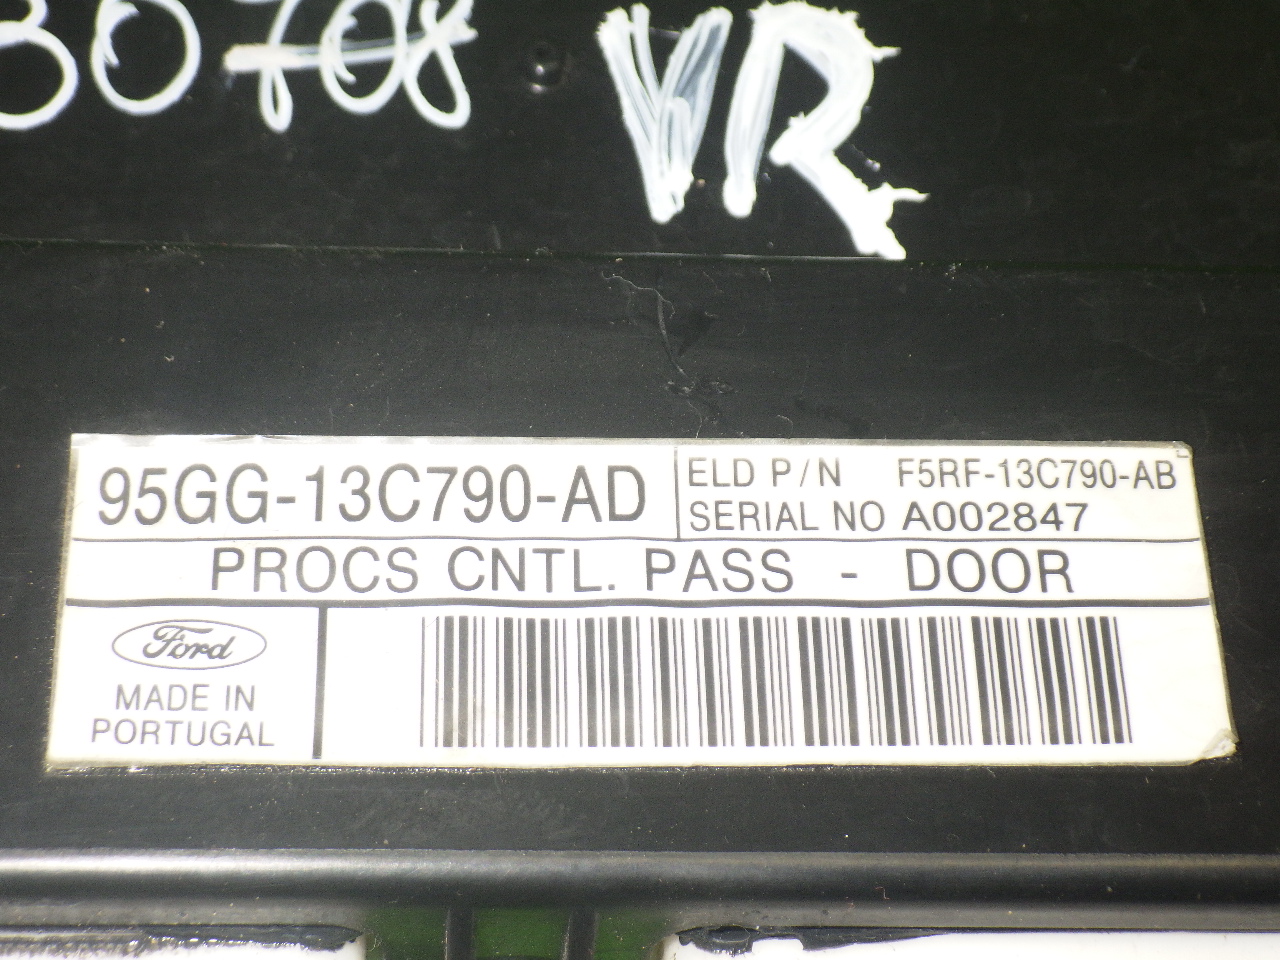 30708 VR
95GG-13C790-AD
ELD P/N F5RF-13C790-AB
SERIAL NO A002847
PROCS CNTL. PASS - DOOR
Ford
MADE IN
PORTUGAL